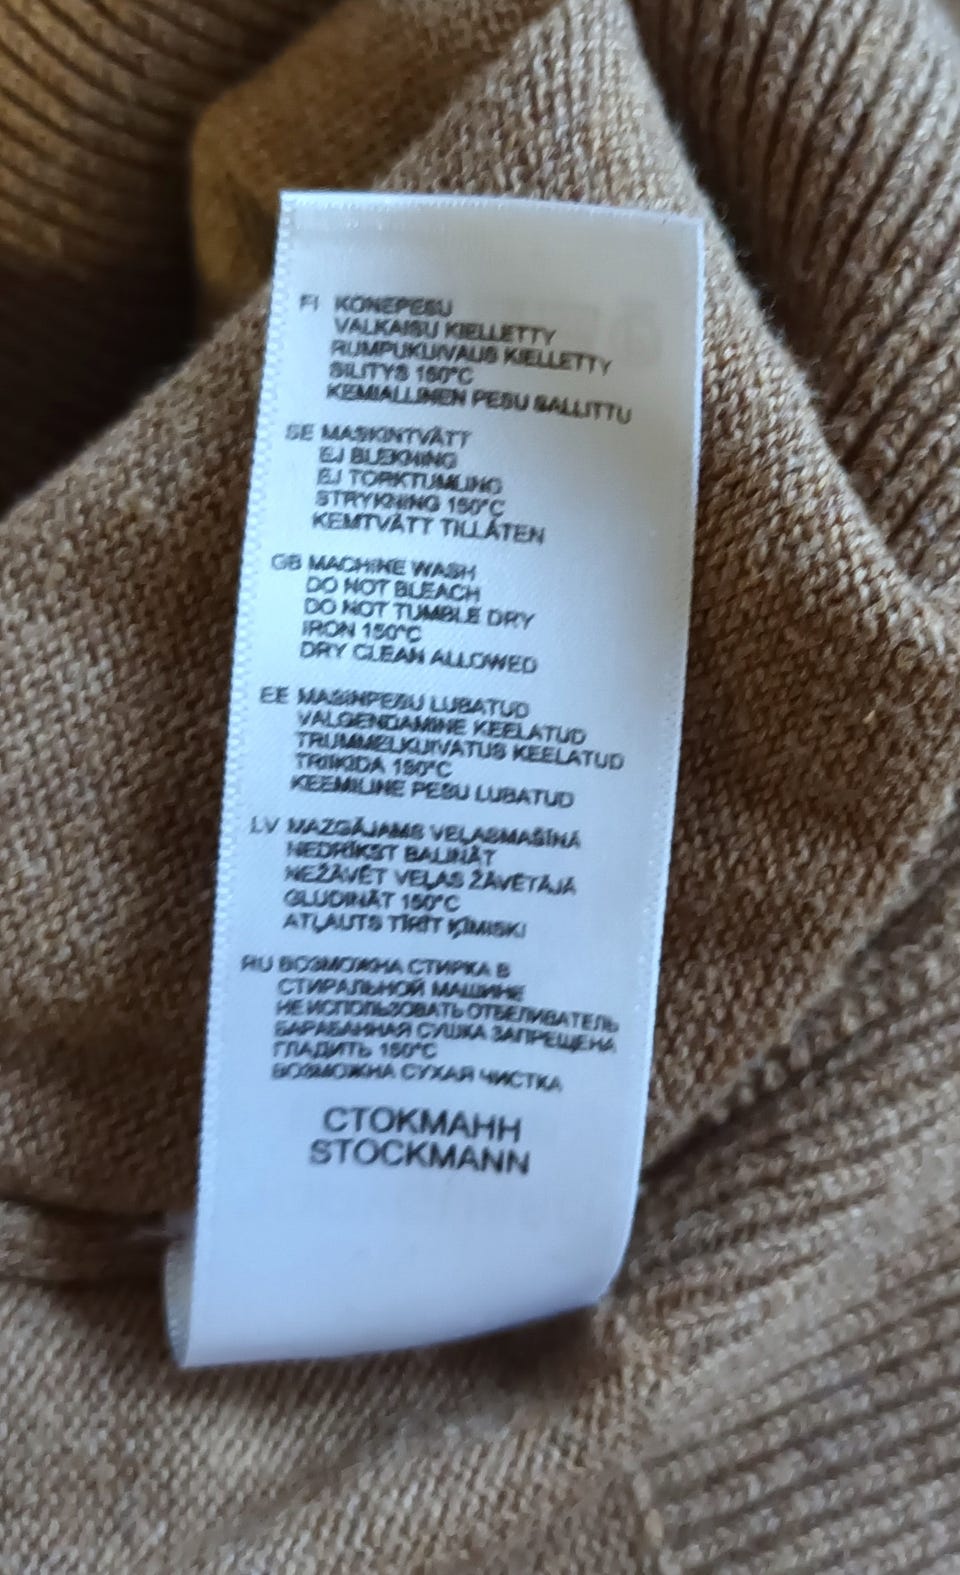 FI KONEPESU
VALKAISU KIELLETTY
RUMPUKUIVAUS KIELLETTY
SILITYS 150°C
KEMIALLINEN PESU SALLITTU
SE MASKINTVÄTT
EJ BLEKNING
EJ TORKTUMLING
STRYKNING 150°C
KEMTVÄTT TILLÅTEN
GB MACHINE WASH
DO NOT BLEACH
DO NOT TUMBLE DRY
IRON 150°C
DRY CLEAN ALLOWED
EE MASINPESU LUBATUD
VALGENDAMINE KEELATUD
TRUMMELKUIVATUS KEELATUD
TRIIKIDA 150°C
KEEMILINE PESU LUBATUD
LV MAZGĀJAMS VEĻASMAŠĪNĀ
NEDRĪKST BALINĀT
NEŽĀVĒT VEĻAS ŽĀVĒTĀJĀ
GLUDINĀT 150°C
ATĻAUTS TĪRĪT ĶĪMISKI
RU ВОЗМОЖНА СТИРКА В
СТИРАЛЬНОЙ МАШИНЕ
НЕ ИСПОЛЬЗОВАТЬ ОТБЕЛИВАТЕЛЬ
БАРАБАННАЯ СУШКА ЗАПРЕЩЕНА
ГЛАДИТЬ 150°C
ВОЗМОЖНА СУХАЯ ЧИСТКА
СТОКМАНН
STOCKMANN